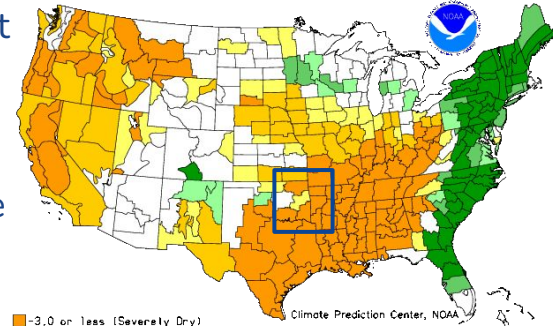 t
NOAA
e
-3.0 or less (Severely Dry)
Climate Prediction Center, NOAA